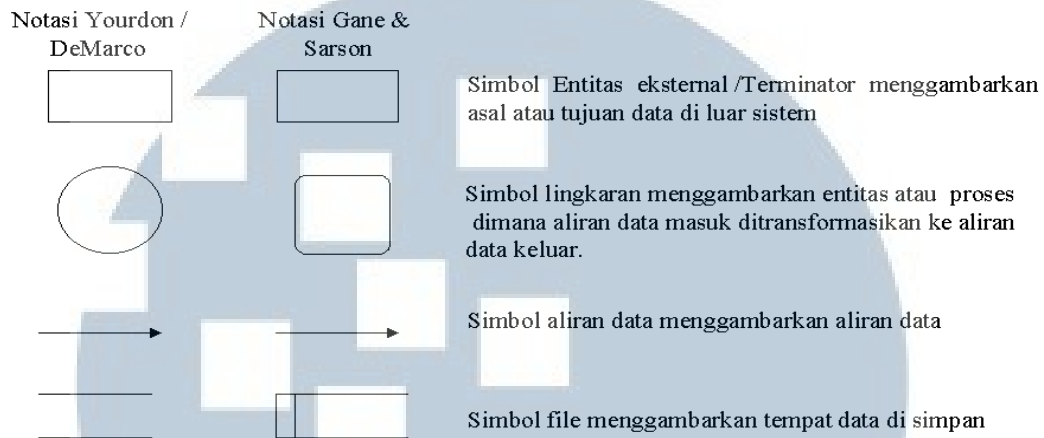 Notasi Yourdon /
DeMarco
Notasi Gane &
Sarson
Simbol Entitas eksternal /Terminator menggambarkan
asal atau tujuan data di luar sistem
Simbol lingkaran menggambarkan entitas atau proses
dimana aliran data masuk ditransformasikan ke aliran
data keluar.
Simbol aliran data menggambarkan aliran data
Simbol file menggambarkan tempat data di simpan